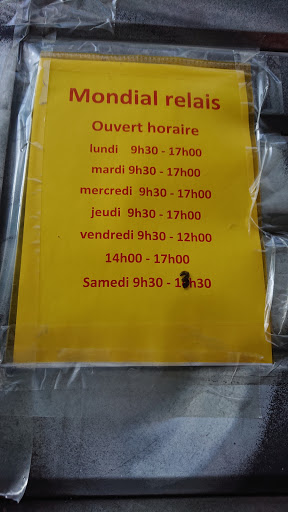 Mondial relais
Ouvert horaire
lundi 9h30 - 17h00
mardi 9h30 - 17h00
mercredi 9h30 - 17h00
jeudi 9h30 - 17h00
vendredi 9h30 - 12h00
14h00 - 17h00
Samedi 9h30 -